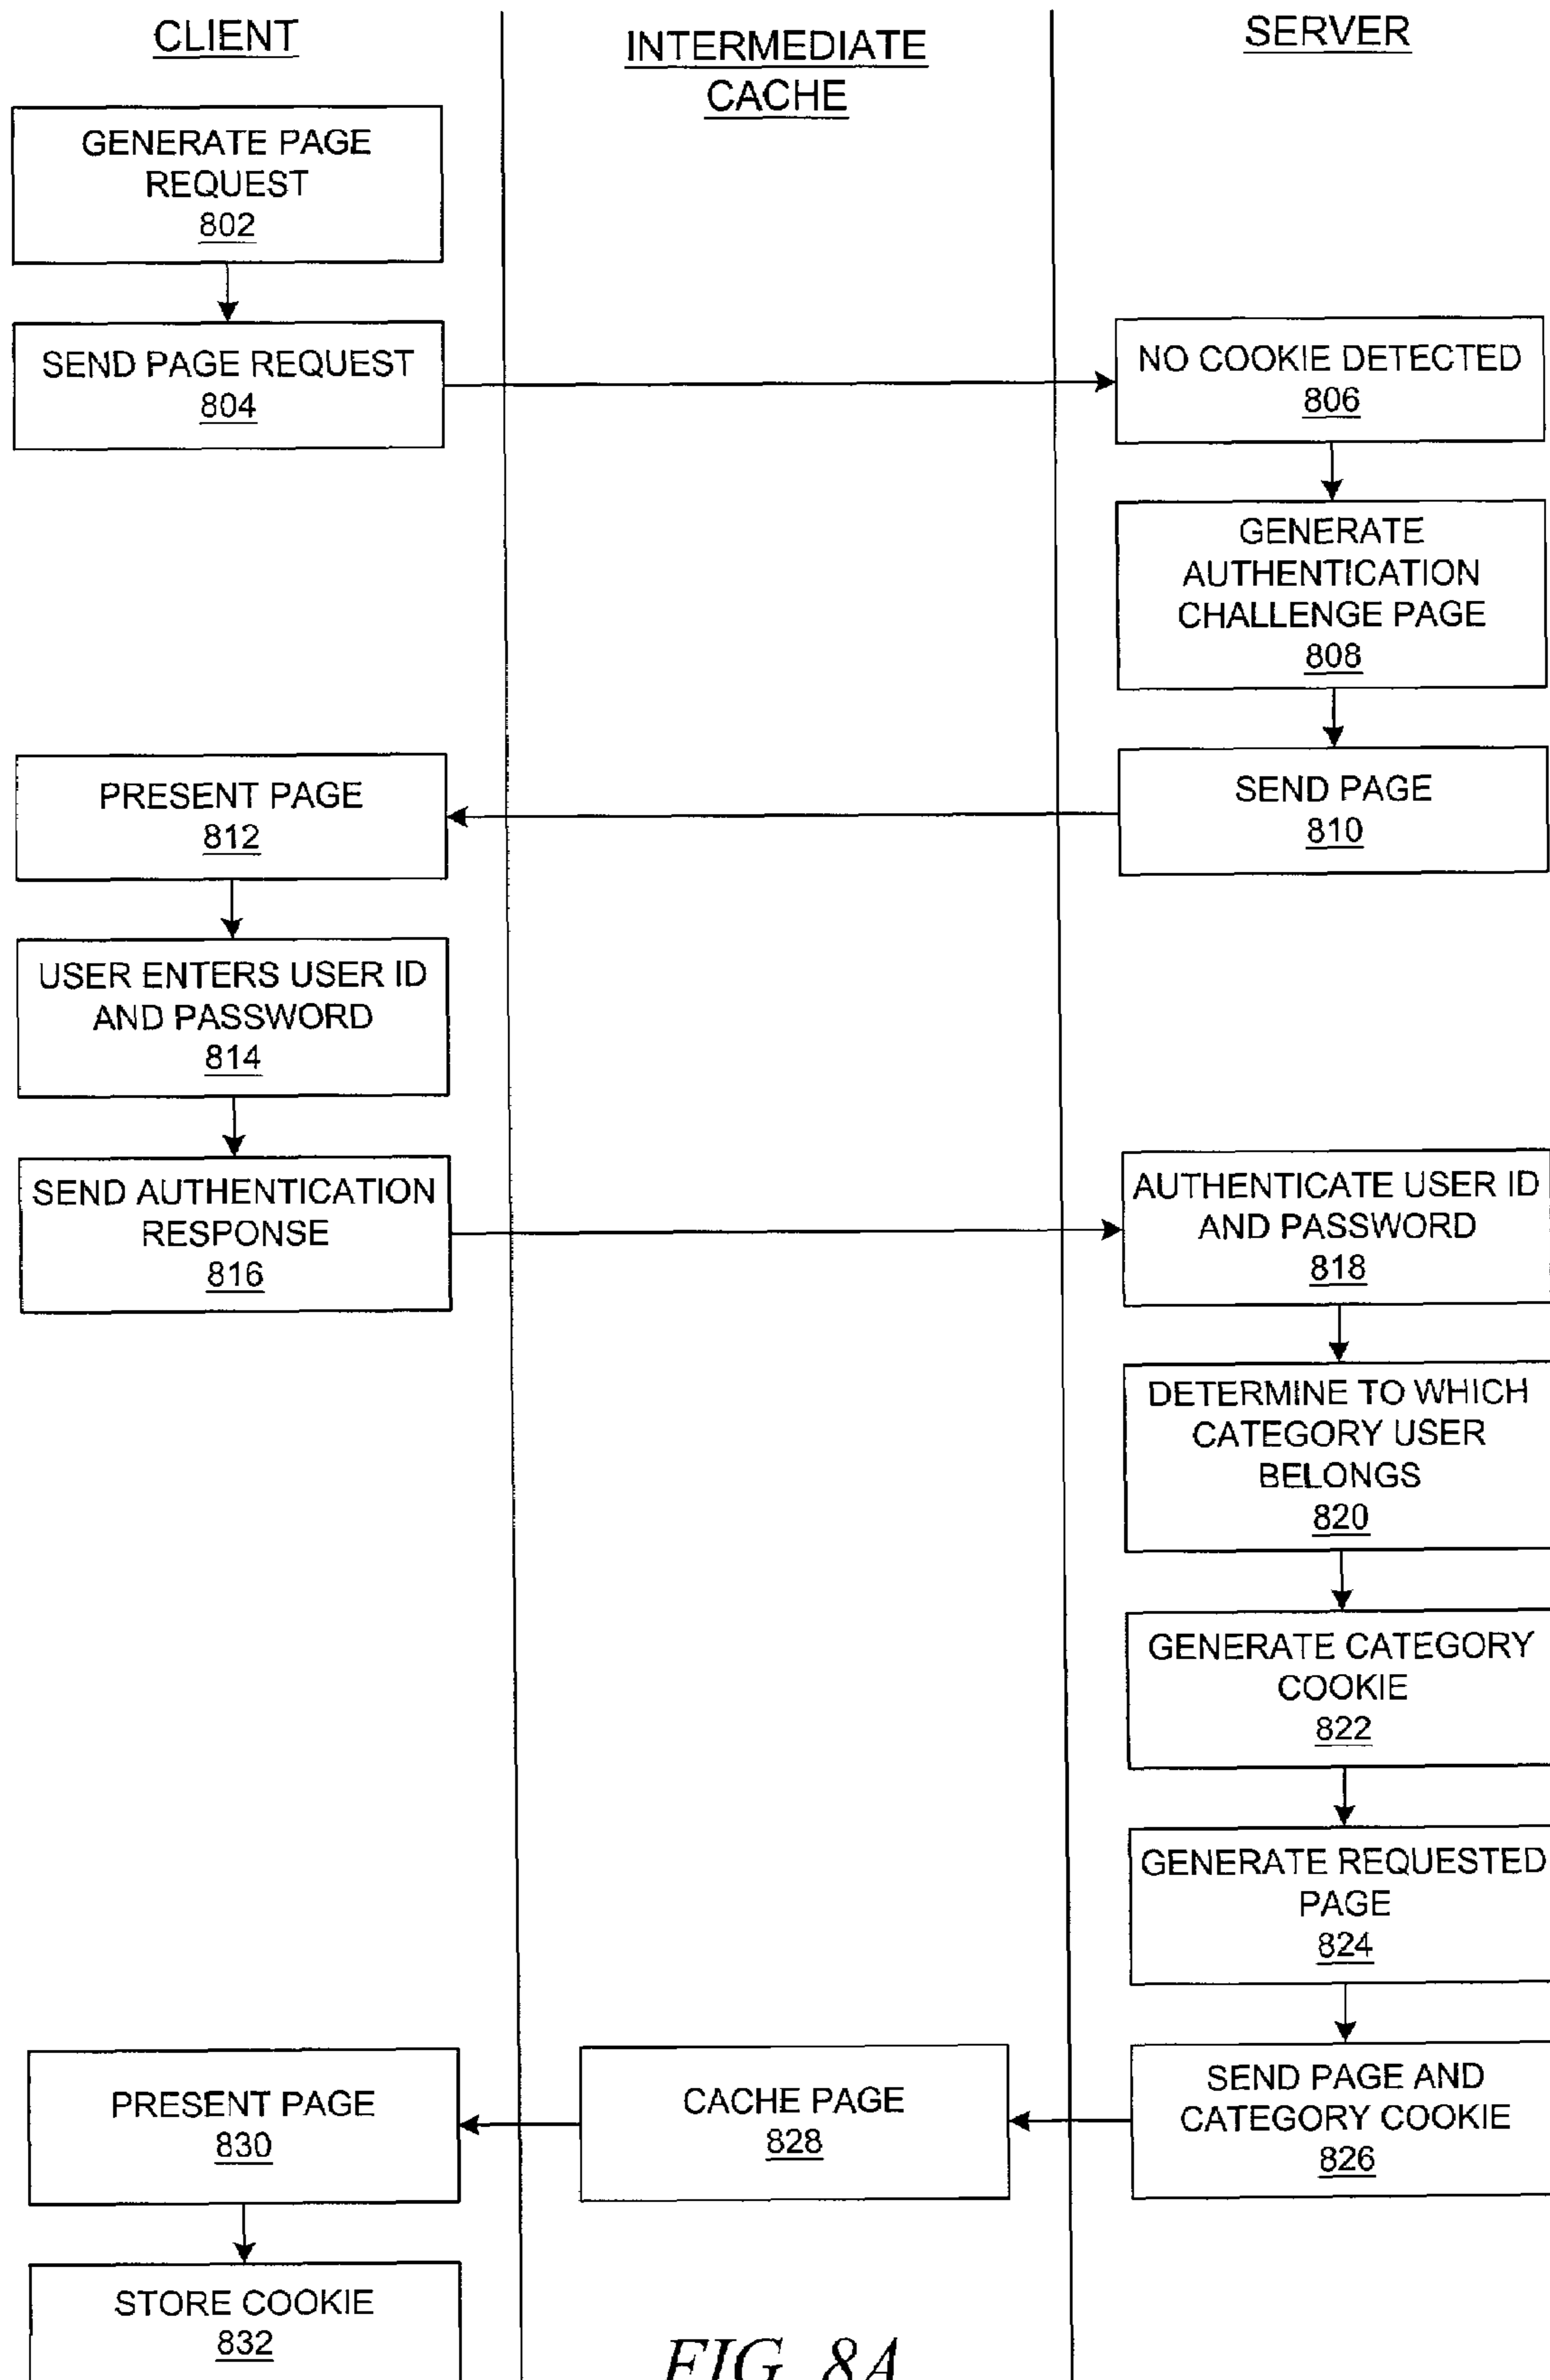 CLIENT
INTERMEDIATE
CACHE
SERVER
GENERATE PAGE
REQUEST
802
SEND PAGE REQUEST
804
NO COOKIE DETECTED
806
GENERATE
AUTHENTICATION
CHALLENGE PAGE
808
SEND PAGE
810
PRESENT PAGE
812
USER ENTERS USER ID
AND PASSWORD
814
SEND AUTHENTICATION
RESPONSE
816
AUTHENTICATE USER ID
AND PASSWORD
818
DETERMINE TO WHICH
CATEGORY USER
BELONGS
820
GENERATE CATEGORY
COOKIE
822
GENERATE REQUESTED
PAGE
824
SEND PAGE AND
CATEGORY COOKIE
826
CACHE PAGE
828
PRESENT PAGE
830
STORE COOKIE
832
FIG. 8A